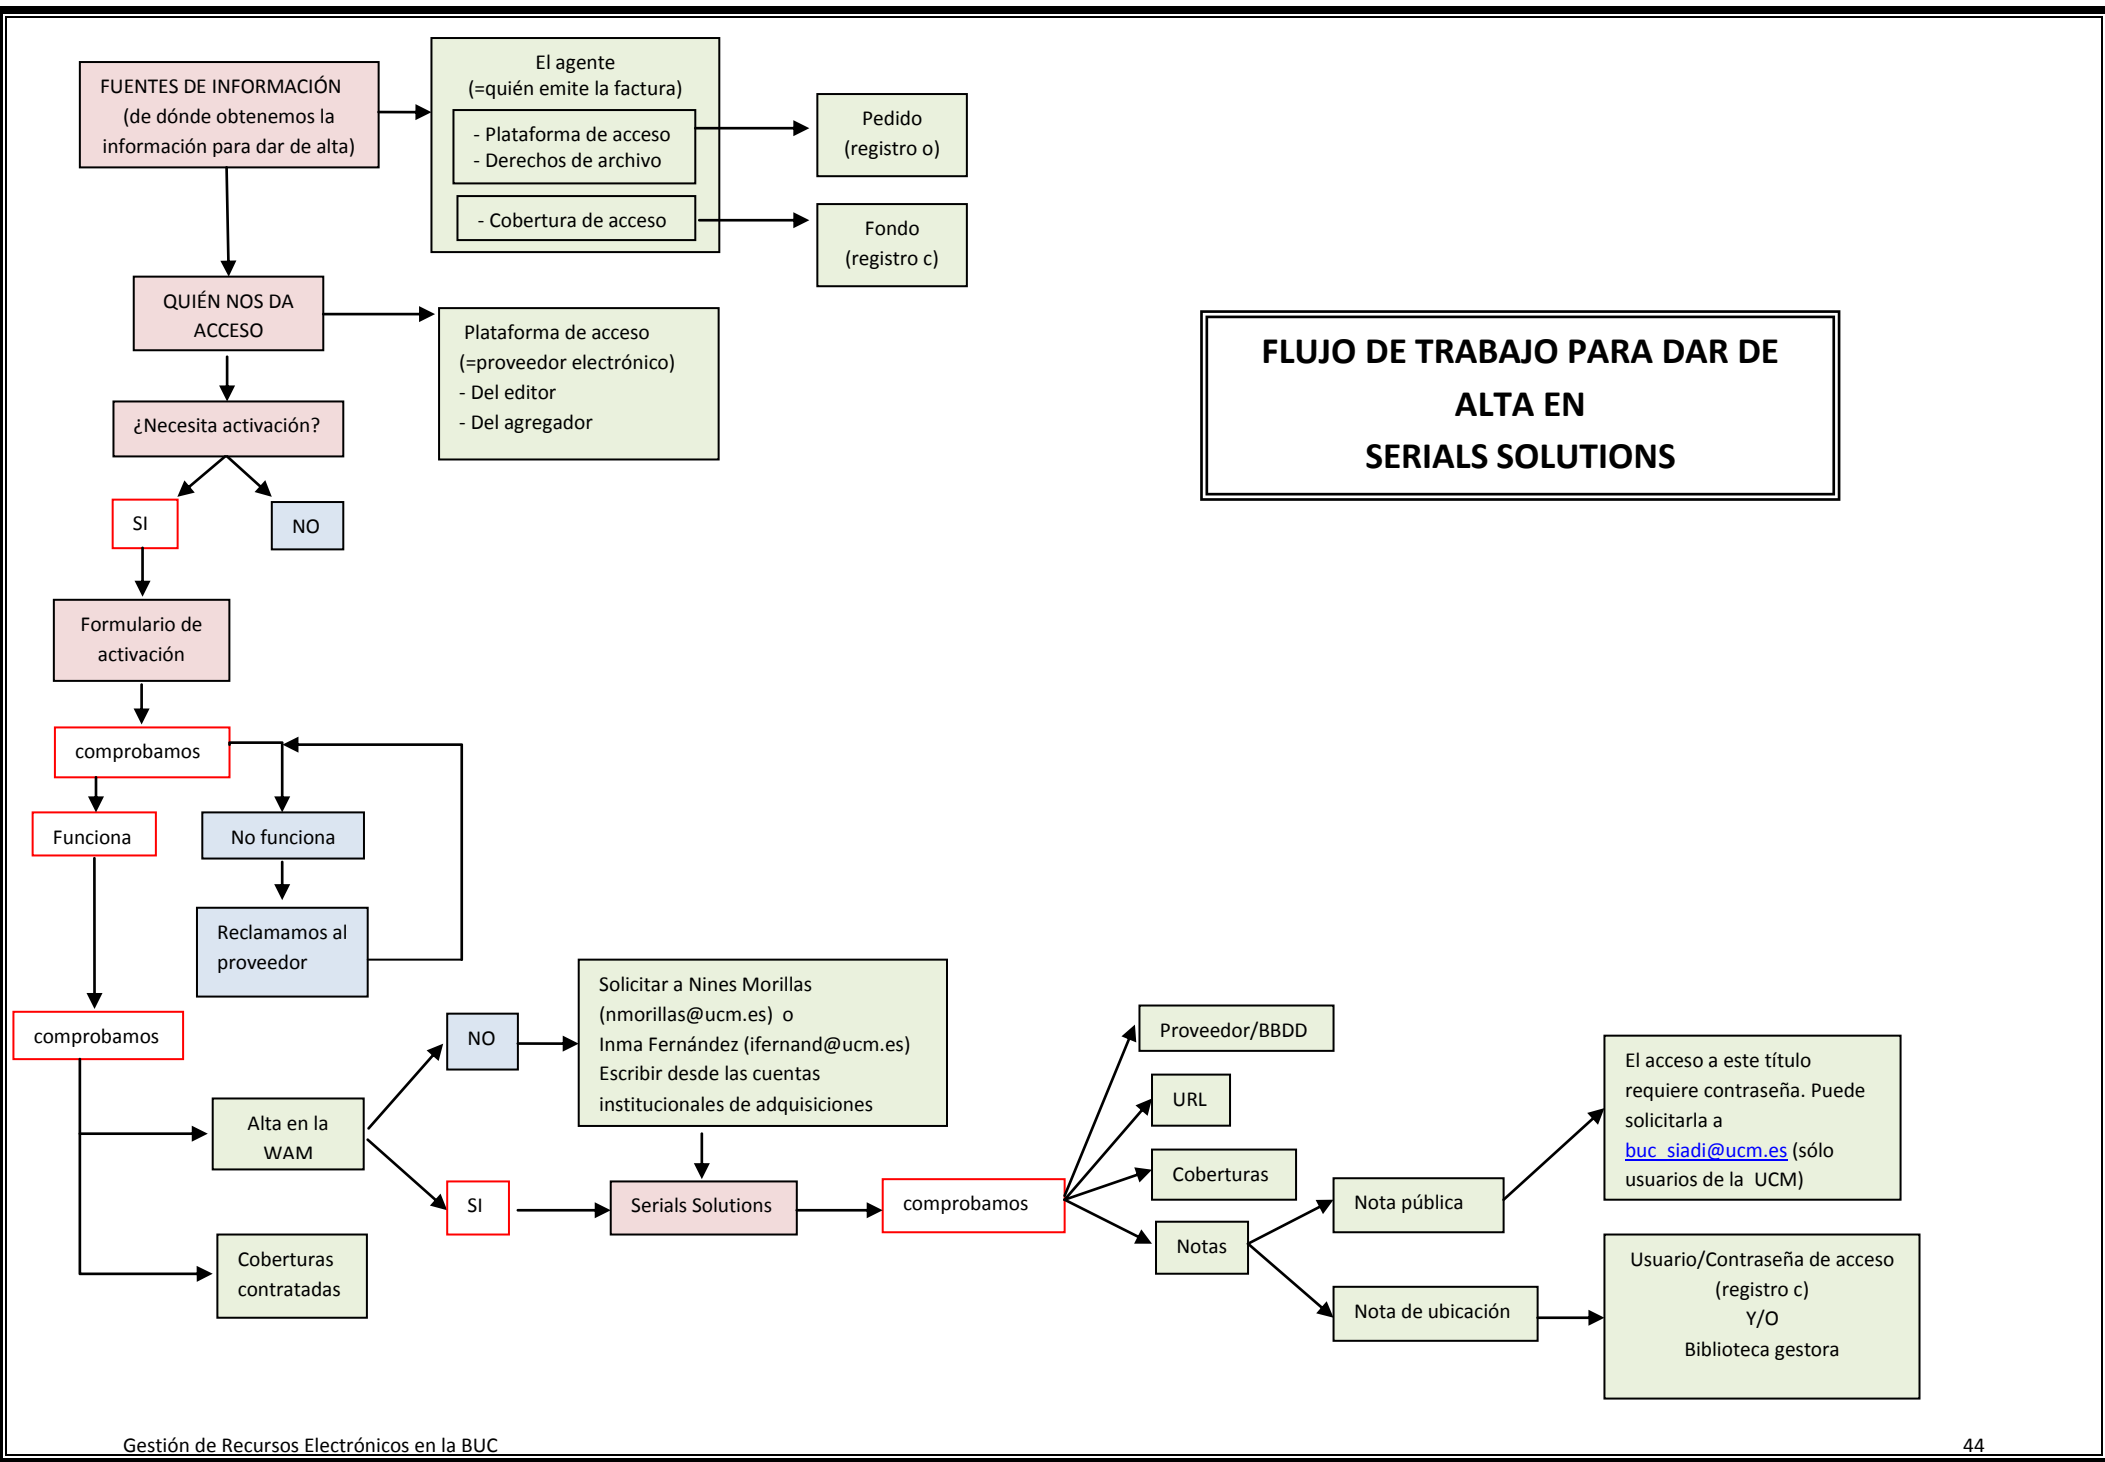 FUENTES DE INFORMACIÓN
(de dónde obtenemos la
información para dar de alta)
El agente
(=quién emite la factura)
- Plataforma de acceso
- Derechos de archivo
- Cobertura de acceso
Pedido
(registro o)
Fondo
(registro c)
QUIÉN NOS DA
ACCESO
Plataforma de acceso
(=proveedor electrónico)
- Del editor
- Del agregador
FLUJO DE TRABAJO PARA DAR DE
ALTA EN
SERIALS SOLUTIONS
¿Necesita activación?
SI
NO
Formulario de
activación
comprobamos
Funciona
No funciona
Reclamamos al
proveedor
comprobamos
Alta en la
WAM
Coberturas
contratadas
NO
SI
Solicitar a Nines Morillas
(nmorillas@ucm.es) o
Inma Fernández (ifernand@ucm.es)
Escribir desde las cuentas
institucionales de adquisiciones
Serials Solutions
comprobamos
Proveedor/BBDD
URL
Coberturas
Notas
Nota pública
Nota de ubicación
El acceso a este título
requiere contraseña. Puede
solicitarla a
buc_siadi@ucm.es (sólo
usuarios de la UCM)
Usuario/Contraseña de acceso
(registro c)
Y/O
Biblioteca gestora
Gestión de Recursos Electrónicos en la BUC
44